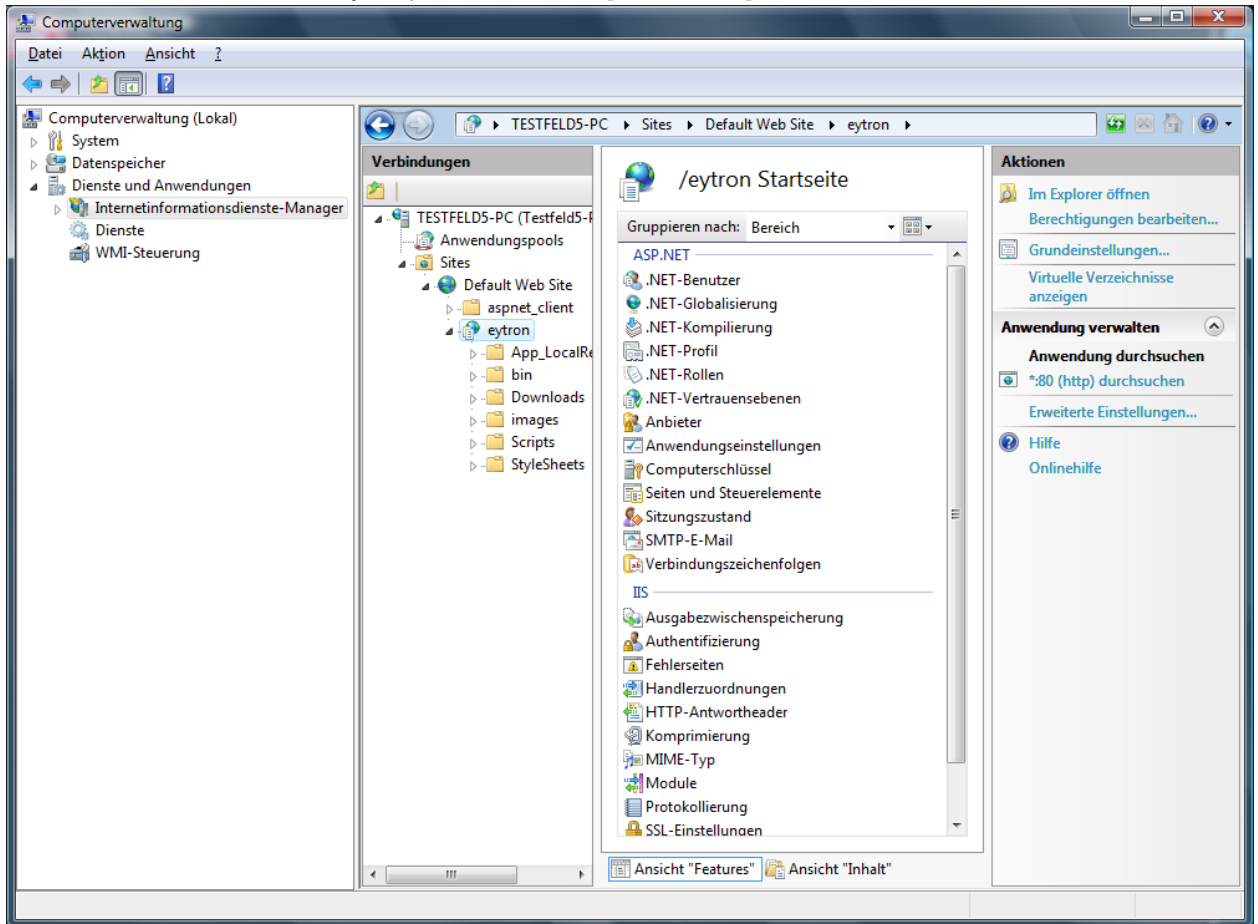 Computerverwaltung
Datei Aktion Ansicht ?
Computerverwaltung (Lokal)
System
Datenspeicher
Dienste und Anwendungen
Internetinformationsdienste-Manager
Dienste
WMI-Steuerung
TESTFELD5-PC Sites Default Web Site eytron
Verbindungen
TESTFELD5-PC (Testfeld5-P
Anwendungspools
Sites
Default Web Site
aspnet_client
eytron
App_LocalRe
bin
Downloads
images
Scripts
StyleSheets
/eytron Startseite
Gruppieren nach: Bereich
ASP.NET
.NET-Benutzer
.NET-Globalisierung
.NET-Kompilierung
.NET-Profil
.NET-Rollen
.NET-Vertrauensebenen
Anbieter
Anwendungseinstellungen
Computerschlüssel
Seiten und Steuerelemente
Sitzungszustand
SMTP-E-Mail
Verbindungszeichenfolgen
IIS
Ausgabezwischenspeicherung
Authentifizierung
Fehlerseiten
Handlerzuordnungen
HTTP-Antwortheader
Komprimierung
MIME-Typ
Module
Protokollierung
SSL-Einstellungen
Ansicht "Features" Ansicht "Inhalt"
Aktionen
Im Explorer öffnen
Berechtigungen bearbeiten...
Grundeinstellungen...
Virtuelle Verzeichnisse
anzeigen
Anwendung verwalten
Anwendung durchsuchen
*:80 (http) durchsuchen
Erweiterte Einstellungen...
Hilfe
Onlinehilfe